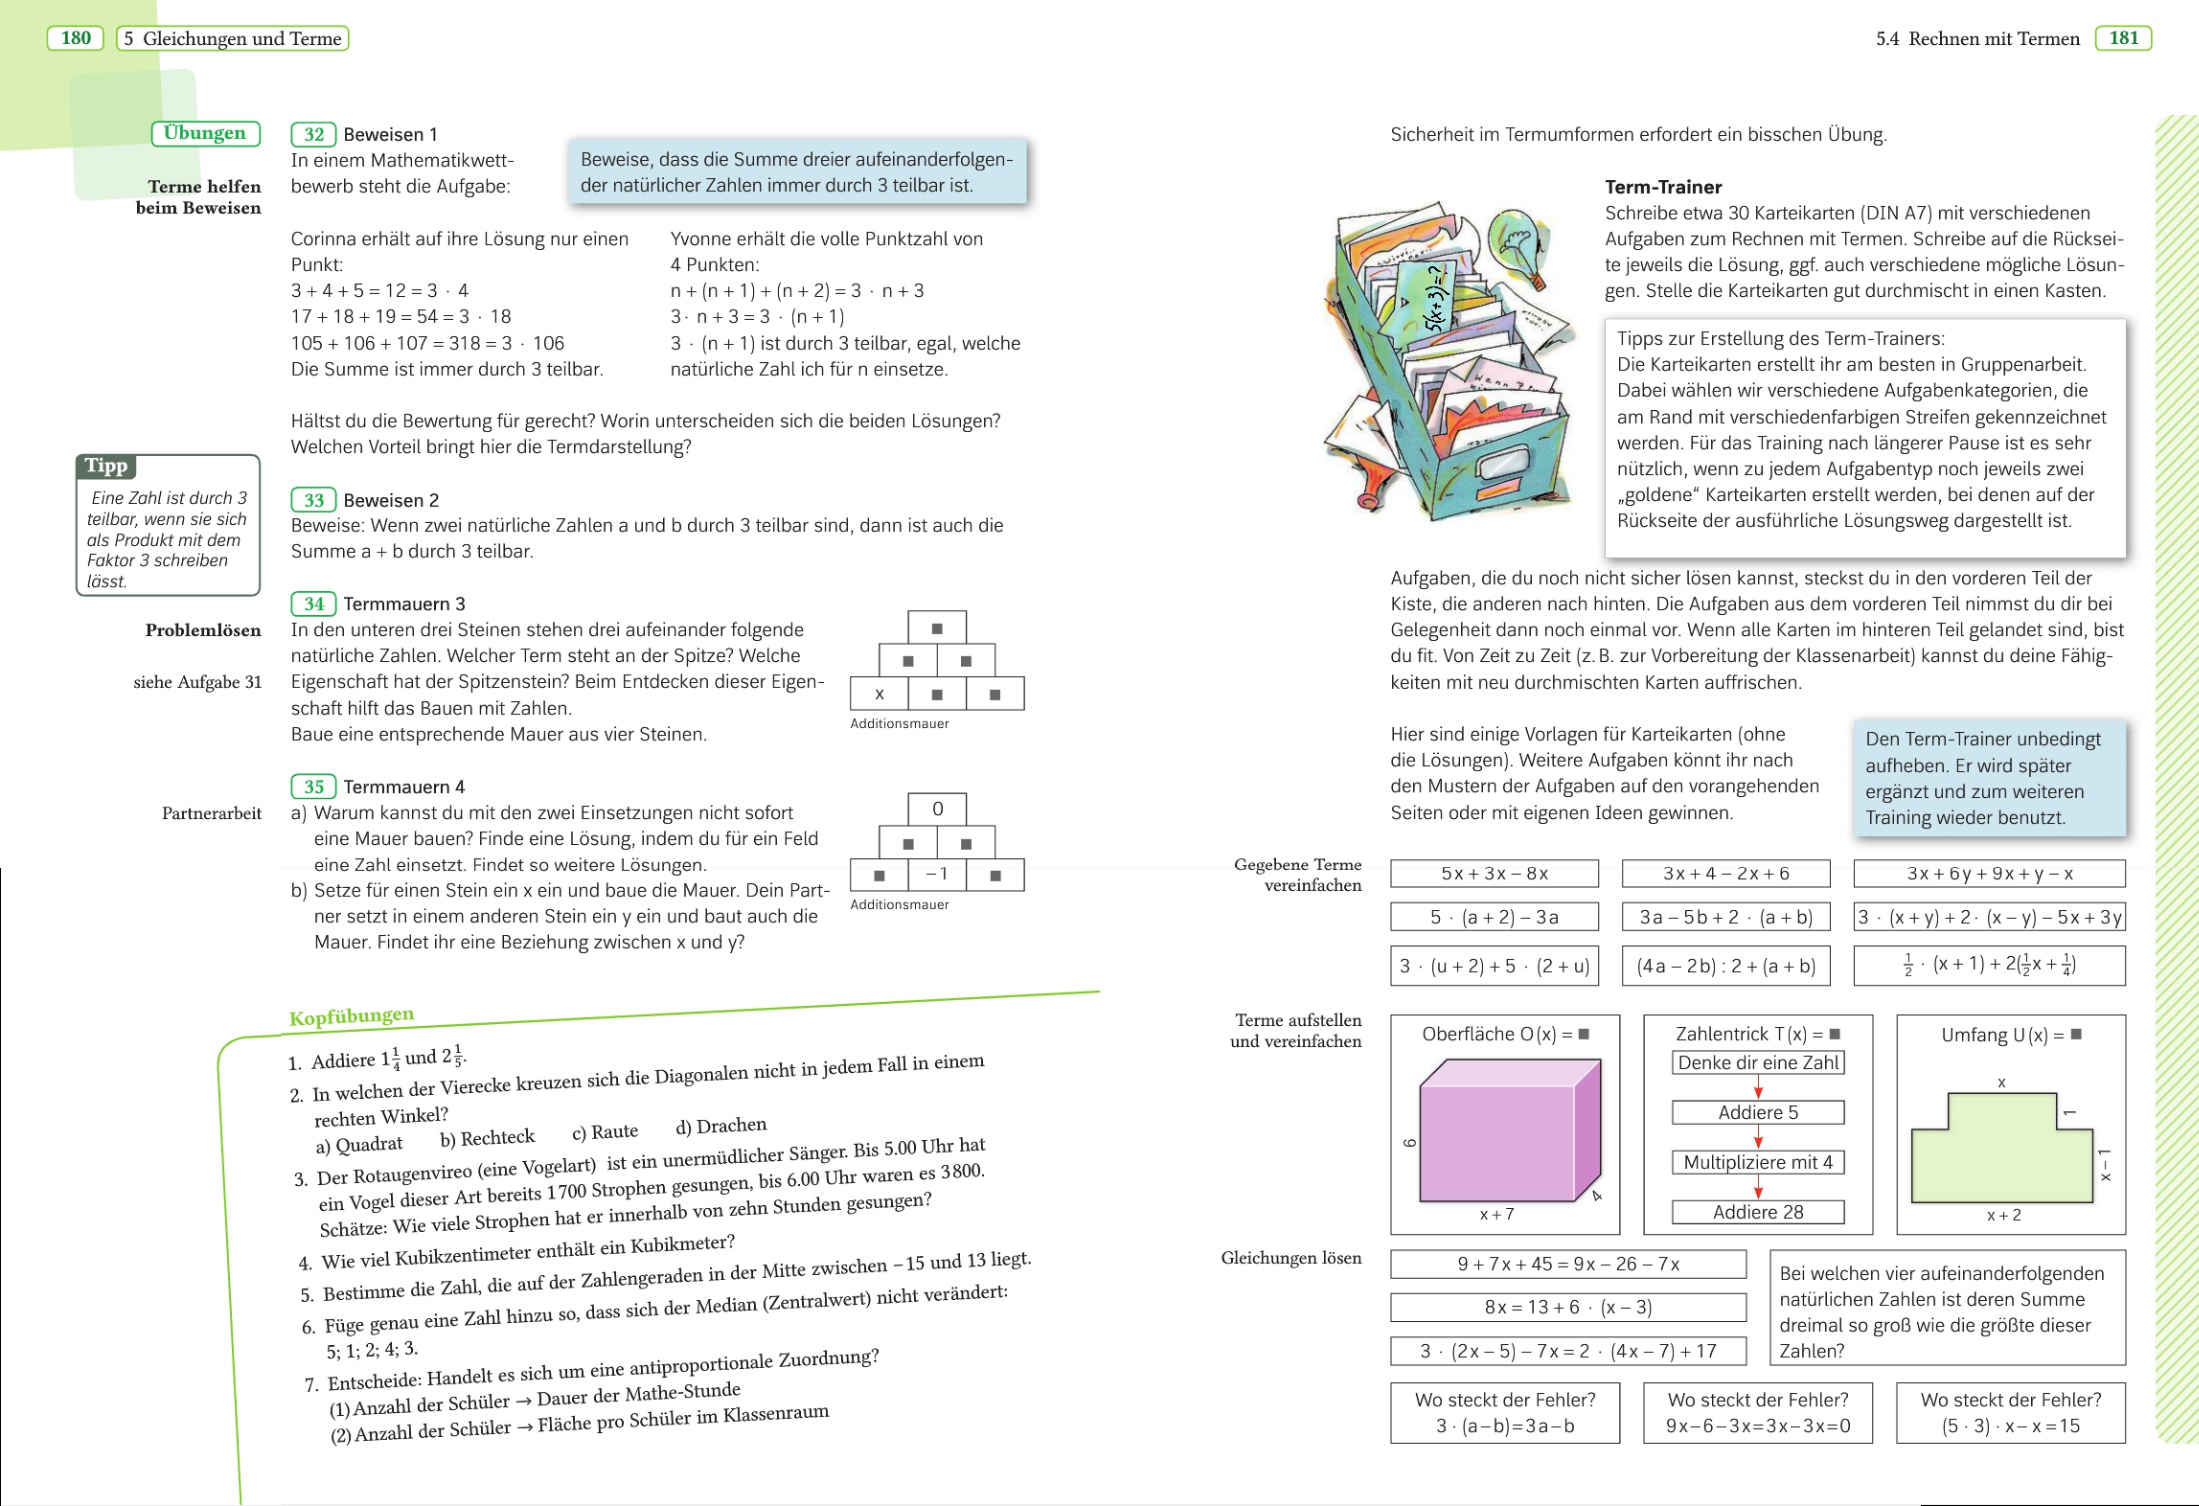 180 5 Gleichungen und Terme
Übungen
Terme helfen
beim Beweisen
32 Beweisen 1
In einem Mathematikwett-
bewerb steht die Aufgabe:
Beweise, dass die Summe dreier aufeinanderfolgen-
der natürlicher Zahlen immer durch 3 teilbar ist.
Corinna erhält auf ihre Lösung nur einen
Punkt:
3 + 4 + 5 = 12 = 3 · 4
17 + 18 + 19 = 54 = 3 · 18
105 + 106 + 107 = 318 = 3 · 106
Die Summe ist immer durch 3 teilbar.
Yvonne erhält die volle Punktzahl von
4 Punkten:
n + (n + 1) + (n + 2) = 3 · n + 3
3 · n + 3 = 3 · (n + 1)
3 · (n + 1) ist durch 3 teilbar, egal, welche
natürliche Zahl ich für n einsetze.
Hältst du die Bewertung für gerecht? Worin unterscheiden sich die beiden Lösungen?
Welchen Vorteil bringt hier die Termdarstellung?
Tipp
Eine Zahl ist durch 3
teilbar, wenn sie sich
als Produkt mit dem
Faktor 3 schreiben
lässt.
33 Beweisen 2
Beweise: Wenn zwei natürliche Zahlen a und b durch 3 teilbar sind, dann ist auch die
Summe a + b durch 3 teilbar.
Problemlösen
siehe Aufgabe 31
34 Termmauern 3
In den unteren drei Steinen stehen drei aufeinander folgende
natürliche Zahlen. Welcher Term steht an der Spitze? Welche
Eigenschaft hat der Spitzenstein? Beim Entdecken dieser Eigen-
schaft hilft das Bauen mit Zahlen.
Baue eine entsprechende Mauer aus vier Steinen.
■
■ ■
x ■ ■
Additionsmauer
Partnerarbeit
35 Termmauern 4
a) Warum kannst du mit den zwei Einsetzungen nicht sofort
eine Mauer bauen? Finde eine Lösung, indem du für ein Feld
eine Zahl einsetzt. Findet so weitere Lösungen.
b) Setze für einen Stein ein x ein und baue die Mauer. Dein Part-
ner setzt in einem anderen Stein ein y ein und baut auch die
Mauer. Findet ihr eine Beziehung zwischen x und y?
0
■ ■
■ −1 ■
Additionsmauer
Kopfübungen
1. Addiere 1 1/4 und 2 1/5.
2. In welchen der Vierecke kreuzen sich die Diagonalen nicht in jedem Fall in einem
rechten Winkel?
a) Quadrat b) Rechteck c) Raute d) Drachen
3. Der Rotaugenvireo (eine Vogelart) ist ein unermüdlicher Sänger. Bis 5.00 Uhr hat
ein Vogel dieser Art bereits 1700 Strophen gesungen, bis 6.00 Uhr waren es 3800.
Schätze: Wie viele Strophen hat er innerhalb von zehn Stunden gesungen?
4. Wie viel Kubikzentimeter enthält ein Kubikmeter?
5. Bestimme die Zahl, die auf der Zahlengeraden in der Mitte zwischen −15 und 13 liegt.
6. Füge genau eine Zahl hinzu so, dass sich der Median (Zentralwert) nicht verändert:
5; 1; 2; 4; 3.
7. Entscheide: Handelt es sich um eine antiproportionale Zuordnung?
(1) Anzahl der Schüler → Dauer der Mathe-Stunde
(2) Anzahl der Schüler → Fläche pro Schüler im Klassenraum
5.4 Rechnen mit Termen 181
Sicherheit im Termumformen erfordert ein bisschen Übung.
5(x+3)=?
Term-Trainer
Schreibe etwa 30 Karteikarten (DIN A7) mit verschiedenen
Aufgaben zum Rechnen mit Termen. Schreibe auf die Rücksei-
te jeweils die Lösung, ggf. auch verschiedene mögliche Lösun-
gen. Stelle die Karteikarten gut durchmischt in einen Kasten.
Tipps zur Erstellung des Term-Trainers:
Die Karteikarten erstellt ihr am besten in Gruppenarbeit.
Dabei wählen wir verschiedene Aufgabenkategorien, die
am Rand mit verschiedenfarbigen Streifen gekennzeichnet
werden. Für das Training nach längerer Pause ist es sehr
nützlich, wenn zu jedem Aufgabentyp noch jeweils zwei
„goldene“ Karteikarten erstellt werden, bei denen auf der
Rückseite der ausführliche Lösungsweg dargestellt ist.
Aufgaben, die du noch nicht sicher lösen kannst, steckst du in den vorderen Teil der
Kiste, die anderen nach hinten. Die Aufgaben aus dem vorderen Teil nimmst du dir bei
Gelegenheit dann noch einmal vor. Wenn alle Karten im hinteren Teil gelandet sind, bist
du fit. Von Zeit zu Zeit (z. B. zur Vorbereitung der Klassenarbeit) kannst du deine Fähig-
keiten mit neu durchmischten Karten auffrischen.
Hier sind einige Vorlagen für Karteikarten (ohne
die Lösungen). Weitere Aufgaben könnt ihr nach
den Mustern der Aufgaben auf den vorangehenden
Seiten oder mit eigenen Ideen gewinnen.
Den Term-Trainer unbedingt
aufheben. Er wird später
ergänzt und zum weiteren
Training wieder benutzt.
Gegebene Terme
vereinfachen
5x + 3x − 8x
3x + 4 − 2x + 6
3x + 6y + 9x + y − x
5 · (a + 2) − 3a
3a − 5b + 2 · (a + b)
3 · (x + y) + 2 · (x − y) − 5x + 3y
3 · (u + 2) + 5 · (2 + u)
(4a − 2b) : 2 + (a + b)
1/2 · (x + 1) + 2(1/2x + 1/4)
Terme aufstellen
und vereinfachen
Oberfläche O(x) = ■
6
4
x + 7
Zahlentrick T(x) = ■
Denke dir eine Zahl
Addiere 5
Multipliziere mit 4
Addiere 28
Umfang U(x) = ■
x
1
x − 1
x + 2
Gleichungen lösen
9 + 7x + 45 = 9x − 26 − 7x
8x = 13 + 6 · (x − 3)
3 · (2x − 5) − 7x = 2 · (4x − 7) + 17
Bei welchen vier aufeinanderfolgenden
natürlichen Zahlen ist deren Summe
dreimal so groß wie die größte dieser
Zahlen?
Wo steckt der Fehler?
3 · (a−b)=3a−b
Wo steckt der Fehler?
9x−6−3x=3x−3x=0
Wo steckt der Fehler?
(5 · 3) · x−x=15